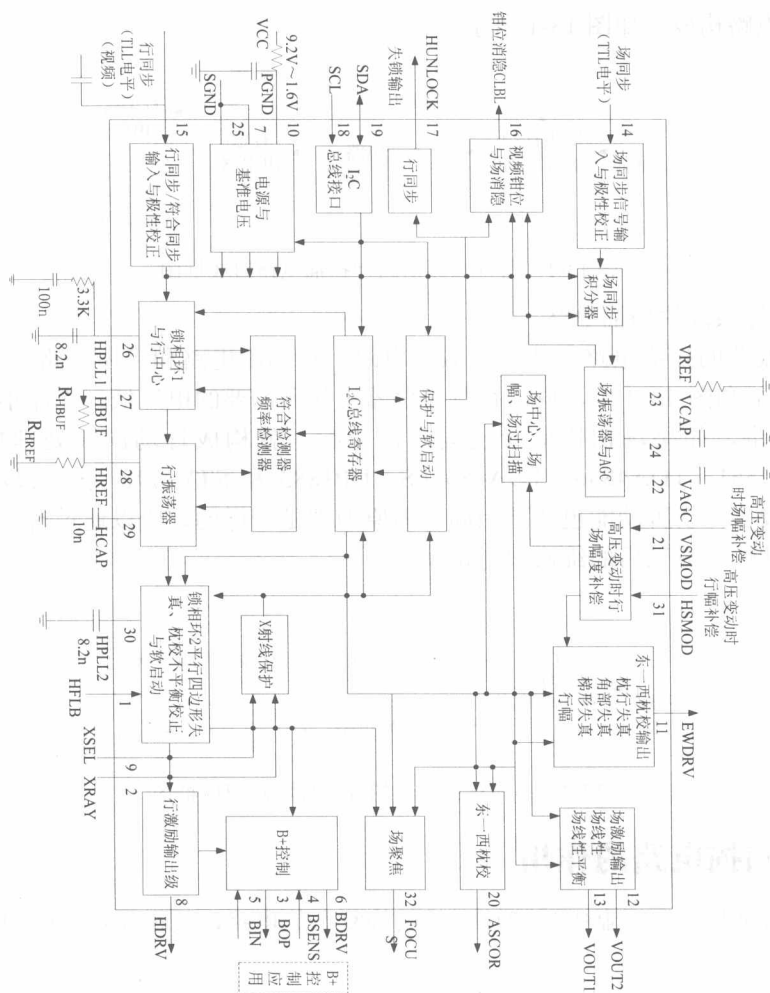 场同步
(TTL电平)
14
场同步信号输
入与极性校正
场同步
积分器
钳位消隐CLBL
16
视频钳位
与场消隐
HUNLOCK
失锁输出
17
行同步
SDA
SCL
19
18
I₂C
总线接口
9.2V～1.6V
VCC
PGND
SGND
10
7
25
电源与
基准电压
行同步
(TLL电平)
(视频)
15
行同步/符合同步
输入与极性校正
VREF
23
VCAP
24
VAGC
22
场振荡器与AGC
场中心、场
幅、场过扫描
保护与软启动
I₂C总线寄存器
符合检测器
频率检测器
锁相环1
与行中心
3.3K
100n
8.2n
HPLL1
26
HBUF
27
R_HBUF
R_HREF
HREF
28
HCAP
29
10n
行振荡器
高压变动
时场幅补偿
VSMOD
21
高压变动时
行幅补偿
HSMOD
31
高压变动时行
场幅度补偿
东一西枕校输出
枕行失真
角部失真
梯形失真
行幅
11
EWDRV
X射线保护
锁相环2平行四边形失
真、枕校不平衡校正
与软启动
8.2n
HPLL2
30
HFLB
1
XSEL
9
XRAY
2
场激励输出
场线性
场线性平衡
12
13
VOUT2
VOUT1
东一西枕校
20
ASCOR
场聚焦
32
FOCU
S
B+控制
6
4
3
5
BDRV
BSENS
BOP
BIN
B+
控
制
应
用
行激励输出级
8
HDRV